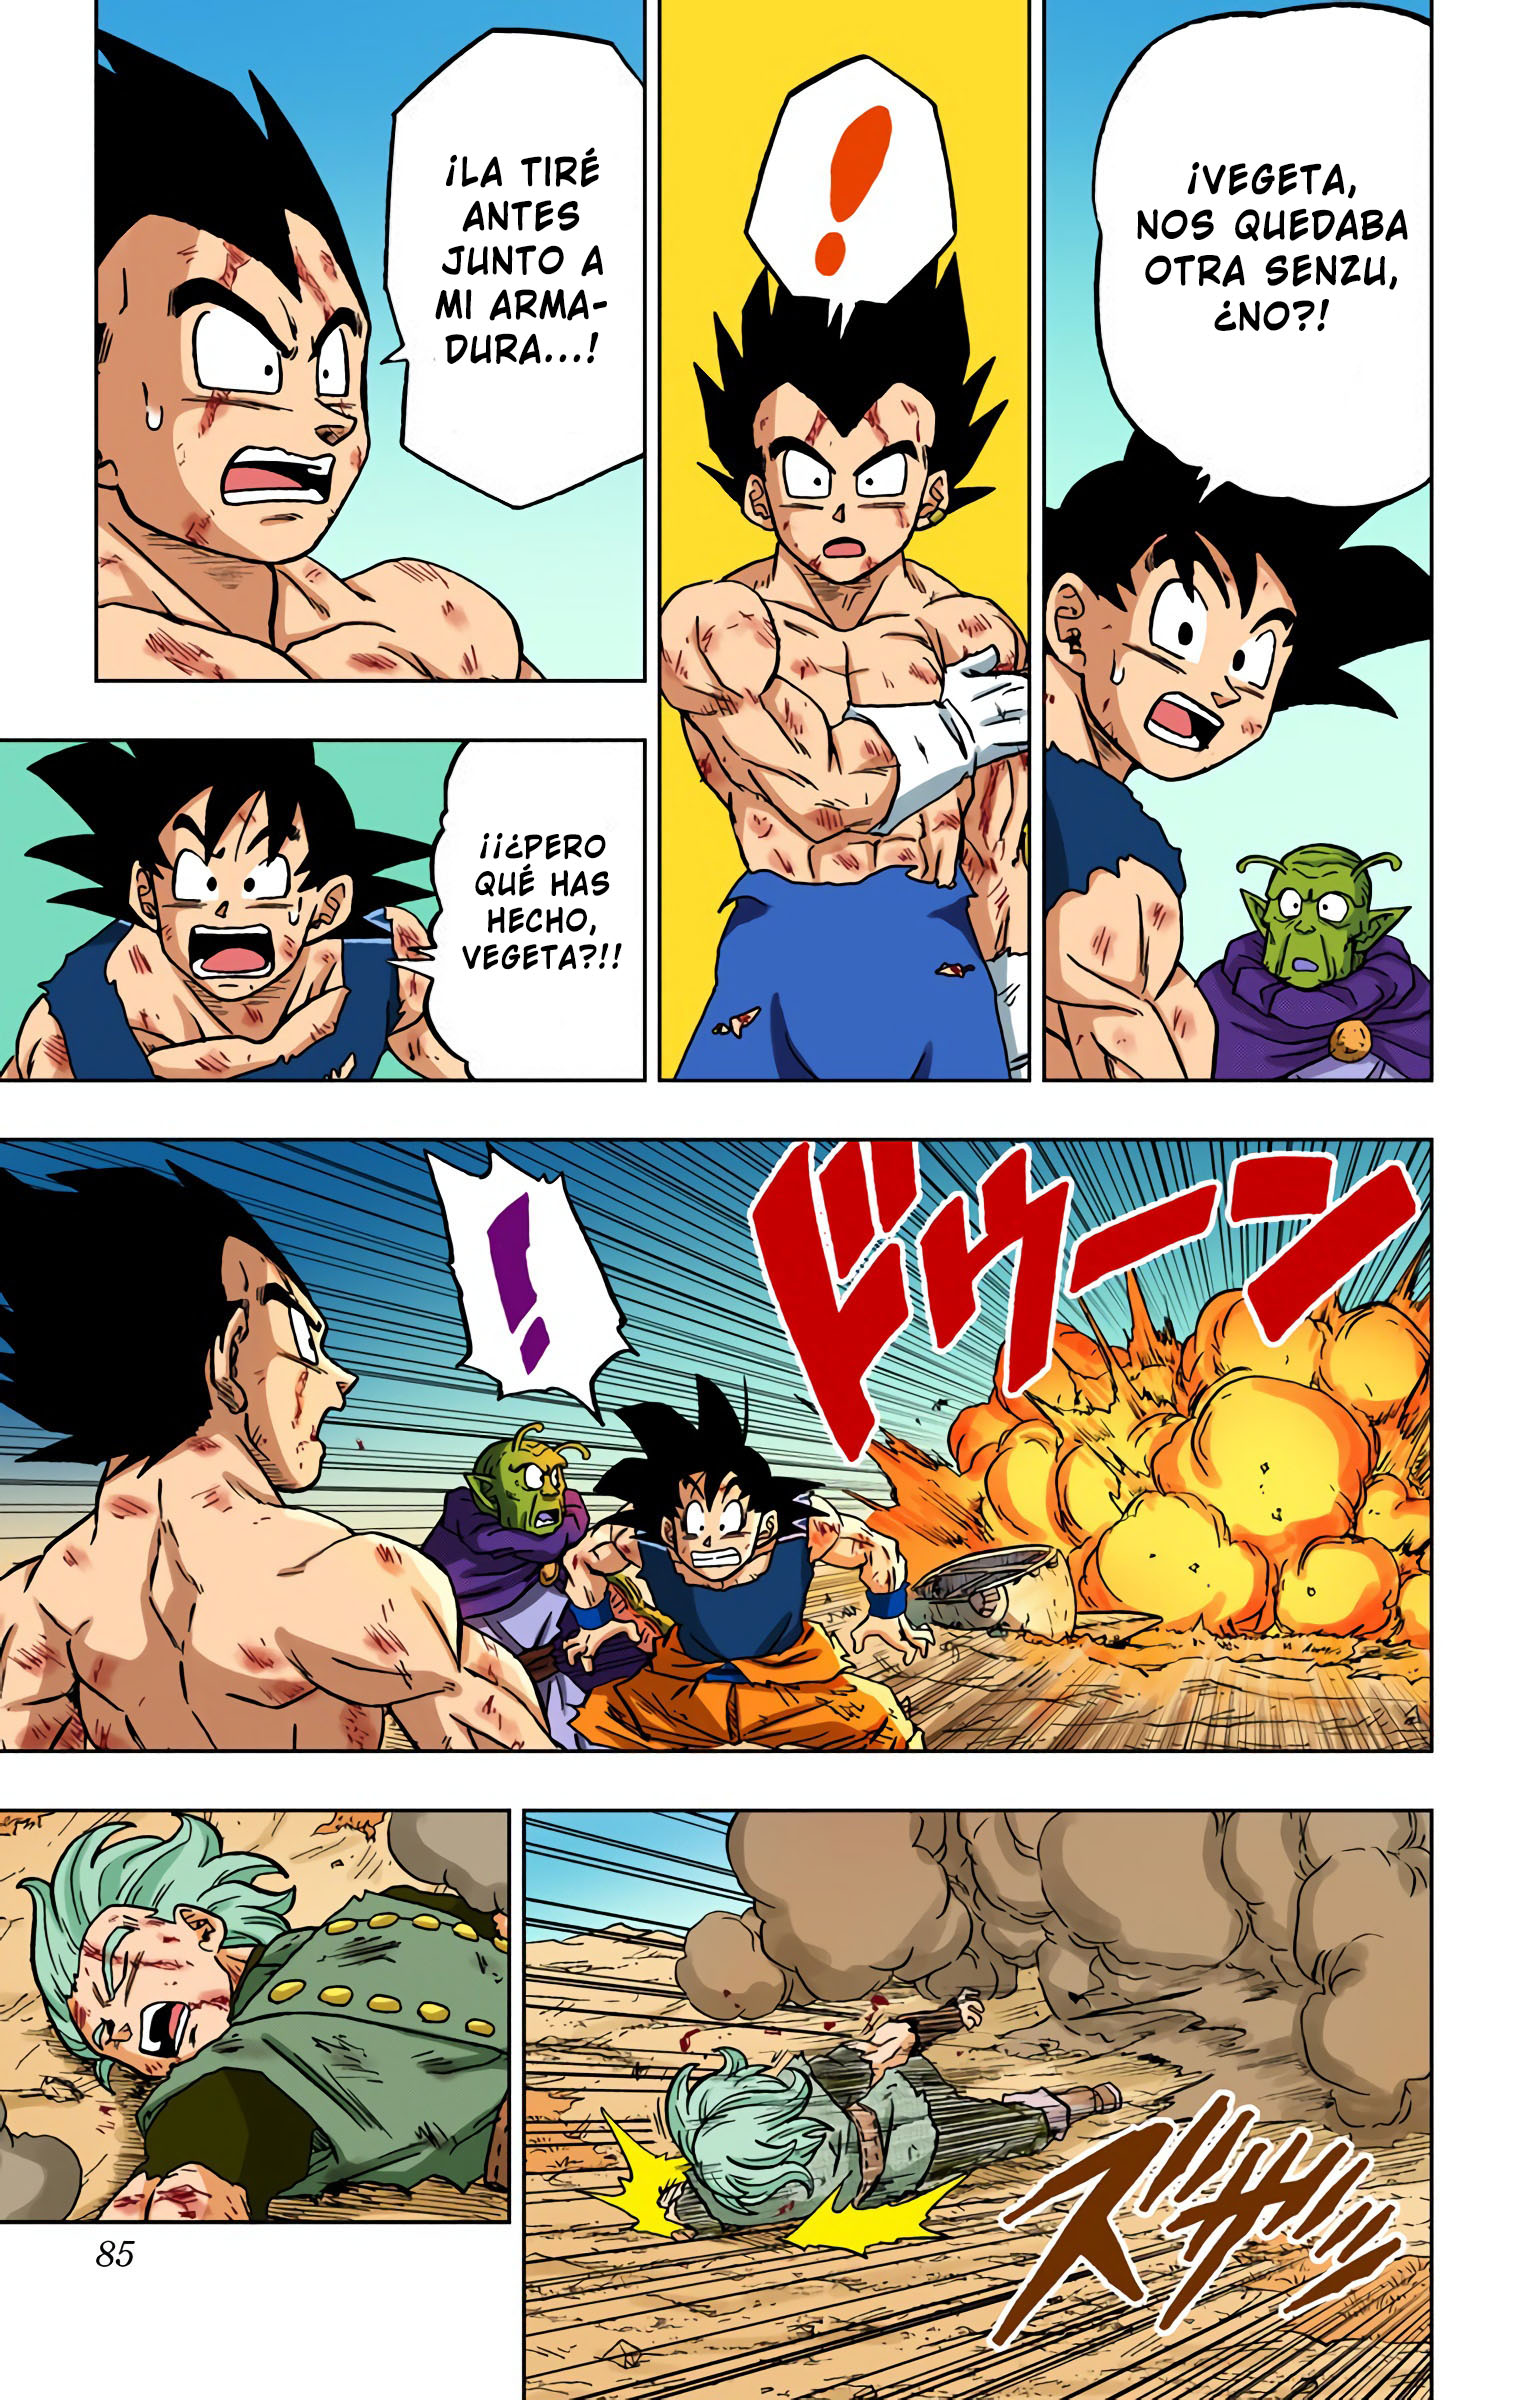 ¡VEGETA,
NOS QUEDABA
OTRA SENZU,
¿NO?!
!
¡LA TIRÉ
ANTES
JUNTO A
MI ARMA-
DURA...!
¡¡¿PERO
QUÉ HAS
HECHO,
VEGETA?!!
ドゥーン
!
ズザザッ
85